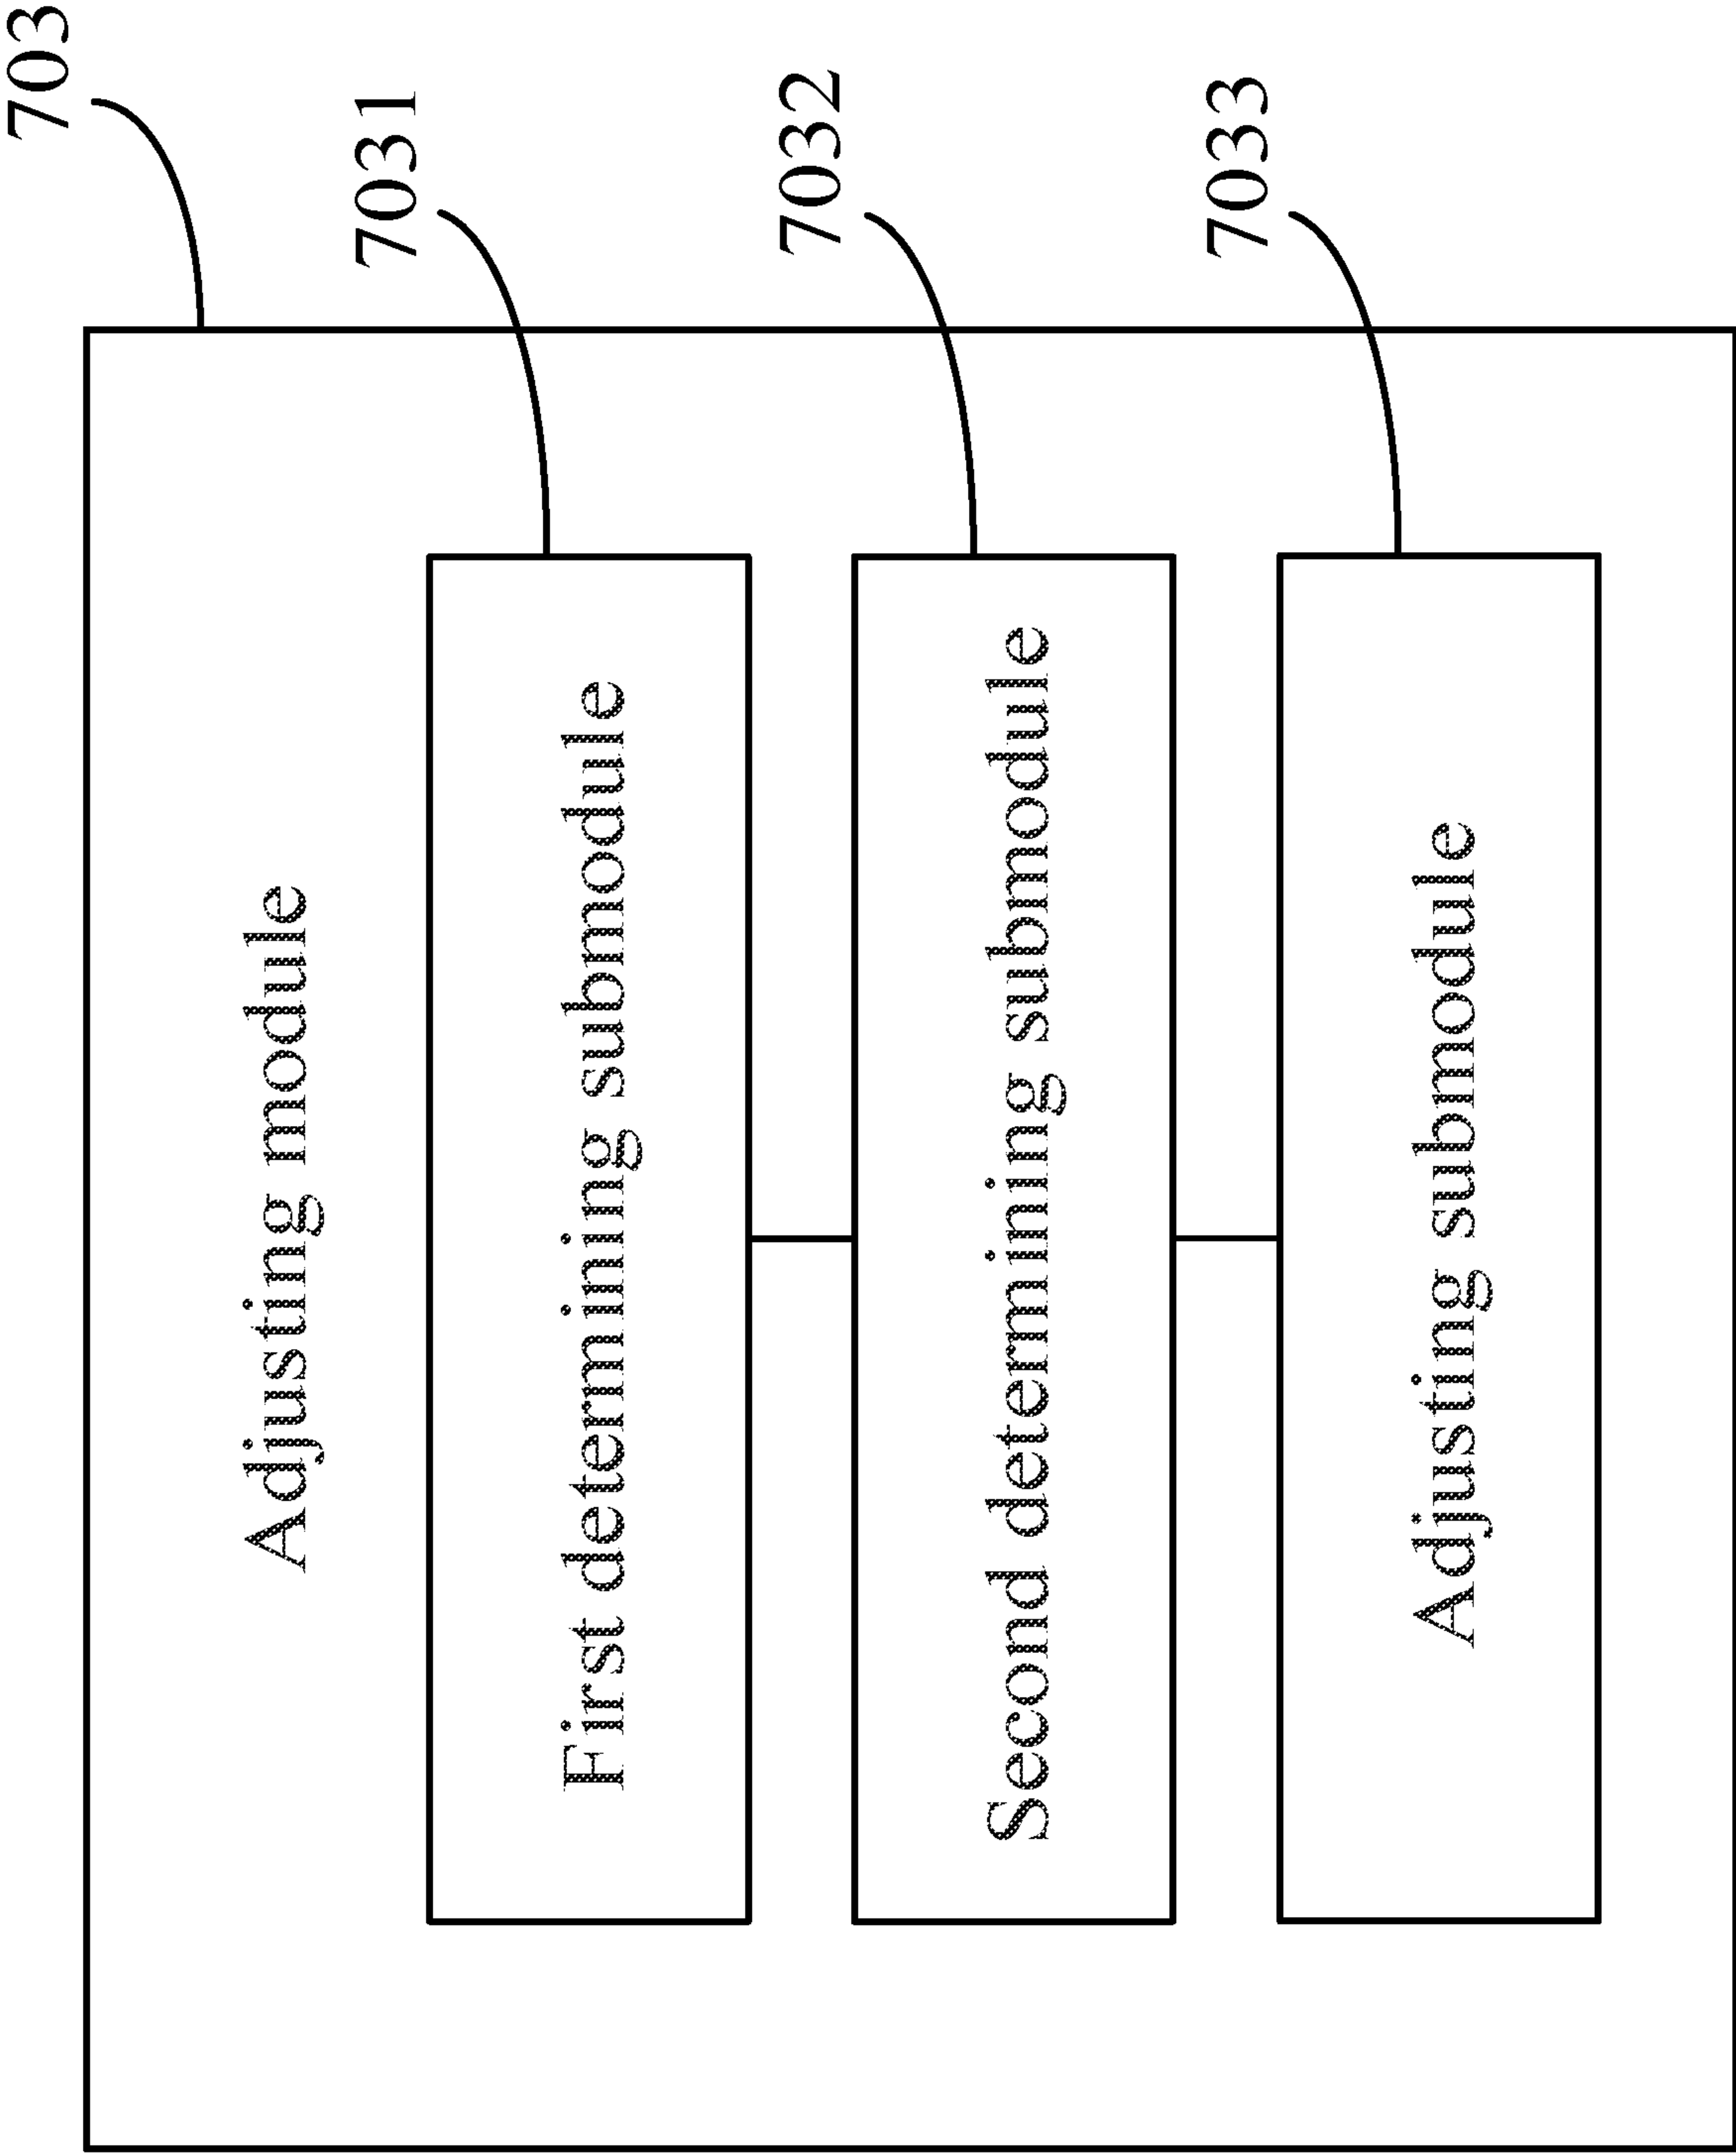 703
Adjusting module
7031
First determining submodule
7032
Second determining submodule
7033
Adjusting submodule